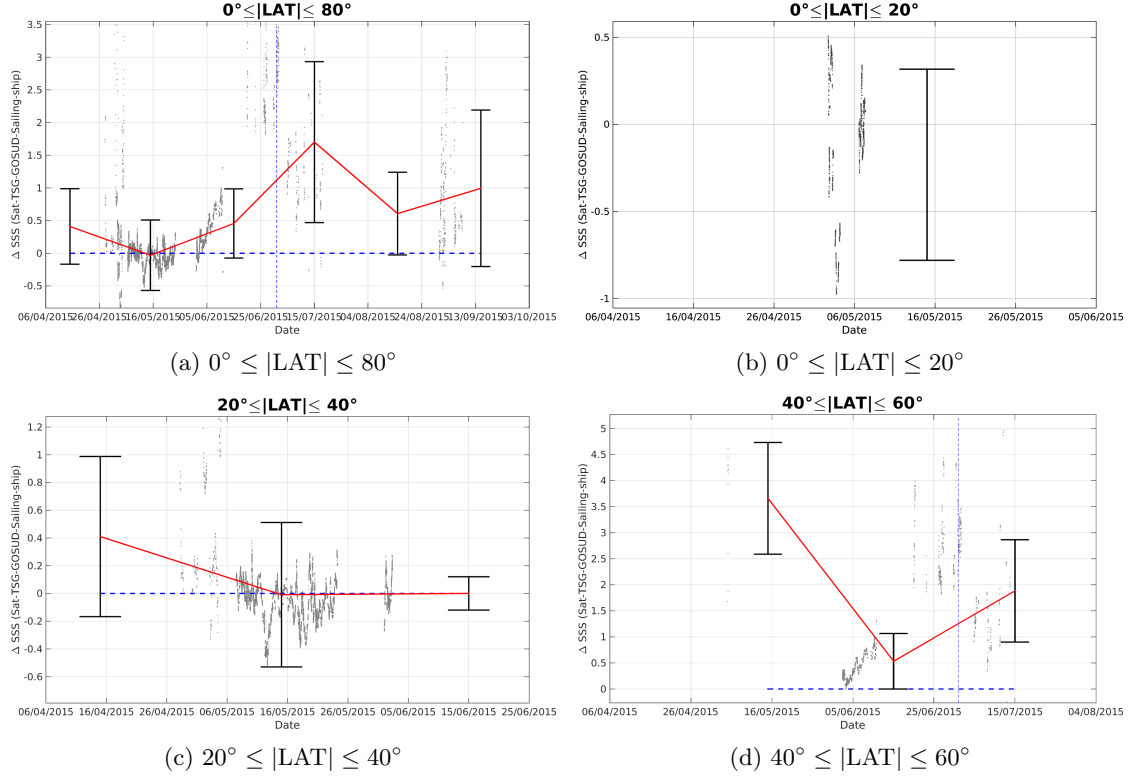 0°≤|LAT|≤ 80°
Δ SSS (Sat-TSG-GOSUD-Sailing-ship)
3.5
3
2.5
2
1.5
1
0.5
0
-0.5
06/04/2015 26/04/2015 16/05/2015 05/06/2015 25/06/2015 15/07/2015 04/08/2015 24/08/2015 13/09/2015 03/10/2015
Date
(a) 0° ≤ |LAT| ≤ 80°
0°≤|LAT|≤ 20°
Δ SSS (Sat-TSG-GOSUD-Sailing-ship)
0.5
0
-0.5
-1
06/04/2015 16/04/2015 26/04/2015 06/05/2015 16/05/2015 26/05/2015 05/06/2015
Date
(b) 0° ≤ |LAT| ≤ 20°
20°≤|LAT|≤ 40°
Δ SSS (Sat-TSG-GOSUD-Sailing-ship)
1.2
1
0.8
0.6
0.4
0.2
0
-0.2
-0.4
-0.6
06/04/2015 16/04/2015 26/04/2015 06/05/2015 16/05/2015 26/05/2015 05/06/2015 15/06/2015 25/06/2015
Date
(c) 20° ≤ |LAT| ≤ 40°
40°≤|LAT|≤ 60°
Δ SSS (Sat-TSG-GOSUD-Sailing-ship)
5
4.5
4
3.5
3
2.5
2
1.5
1
0.5
0
06/04/2015 26/04/2015 16/05/2015 05/06/2015 25/06/2015 15/07/2015 04/08/2015
Date
(d) 40° ≤ |LAT| ≤ 60°